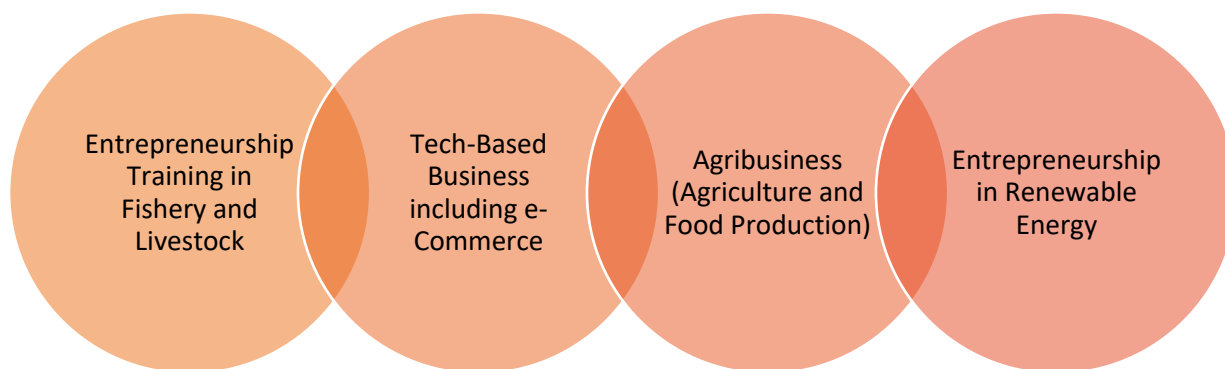 Entrepreneurship
Training in
Fishery and
Livestock
Tech-Based
Business
including e-
Commerce
Agribusiness
(Agriculture and
Food Production)
Entrepreneurship
in Renewable
Energy